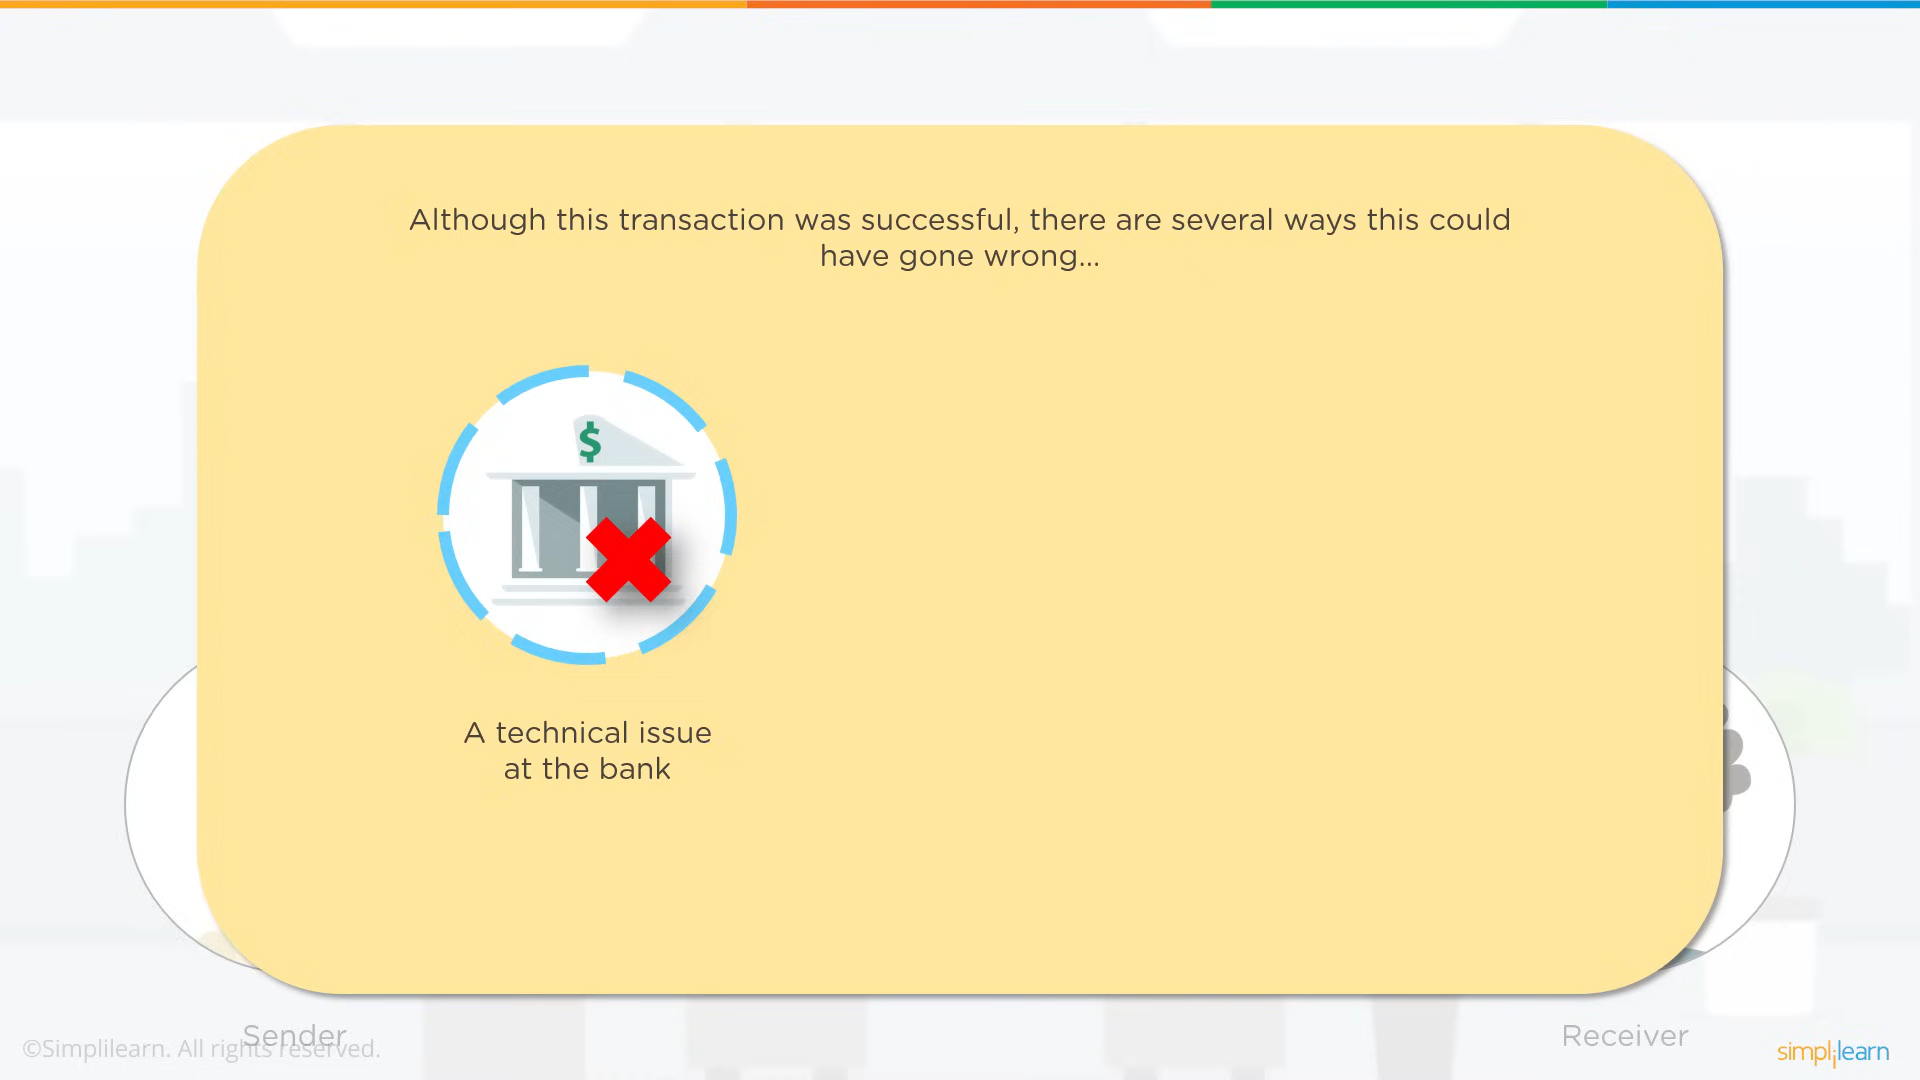 Although this transaction was successful, there are several ways this could
have gone wrong...
$
A technical issue
at the bank
Sender
Receiver
©Simplilearn. All rights reserved.
simplilearn